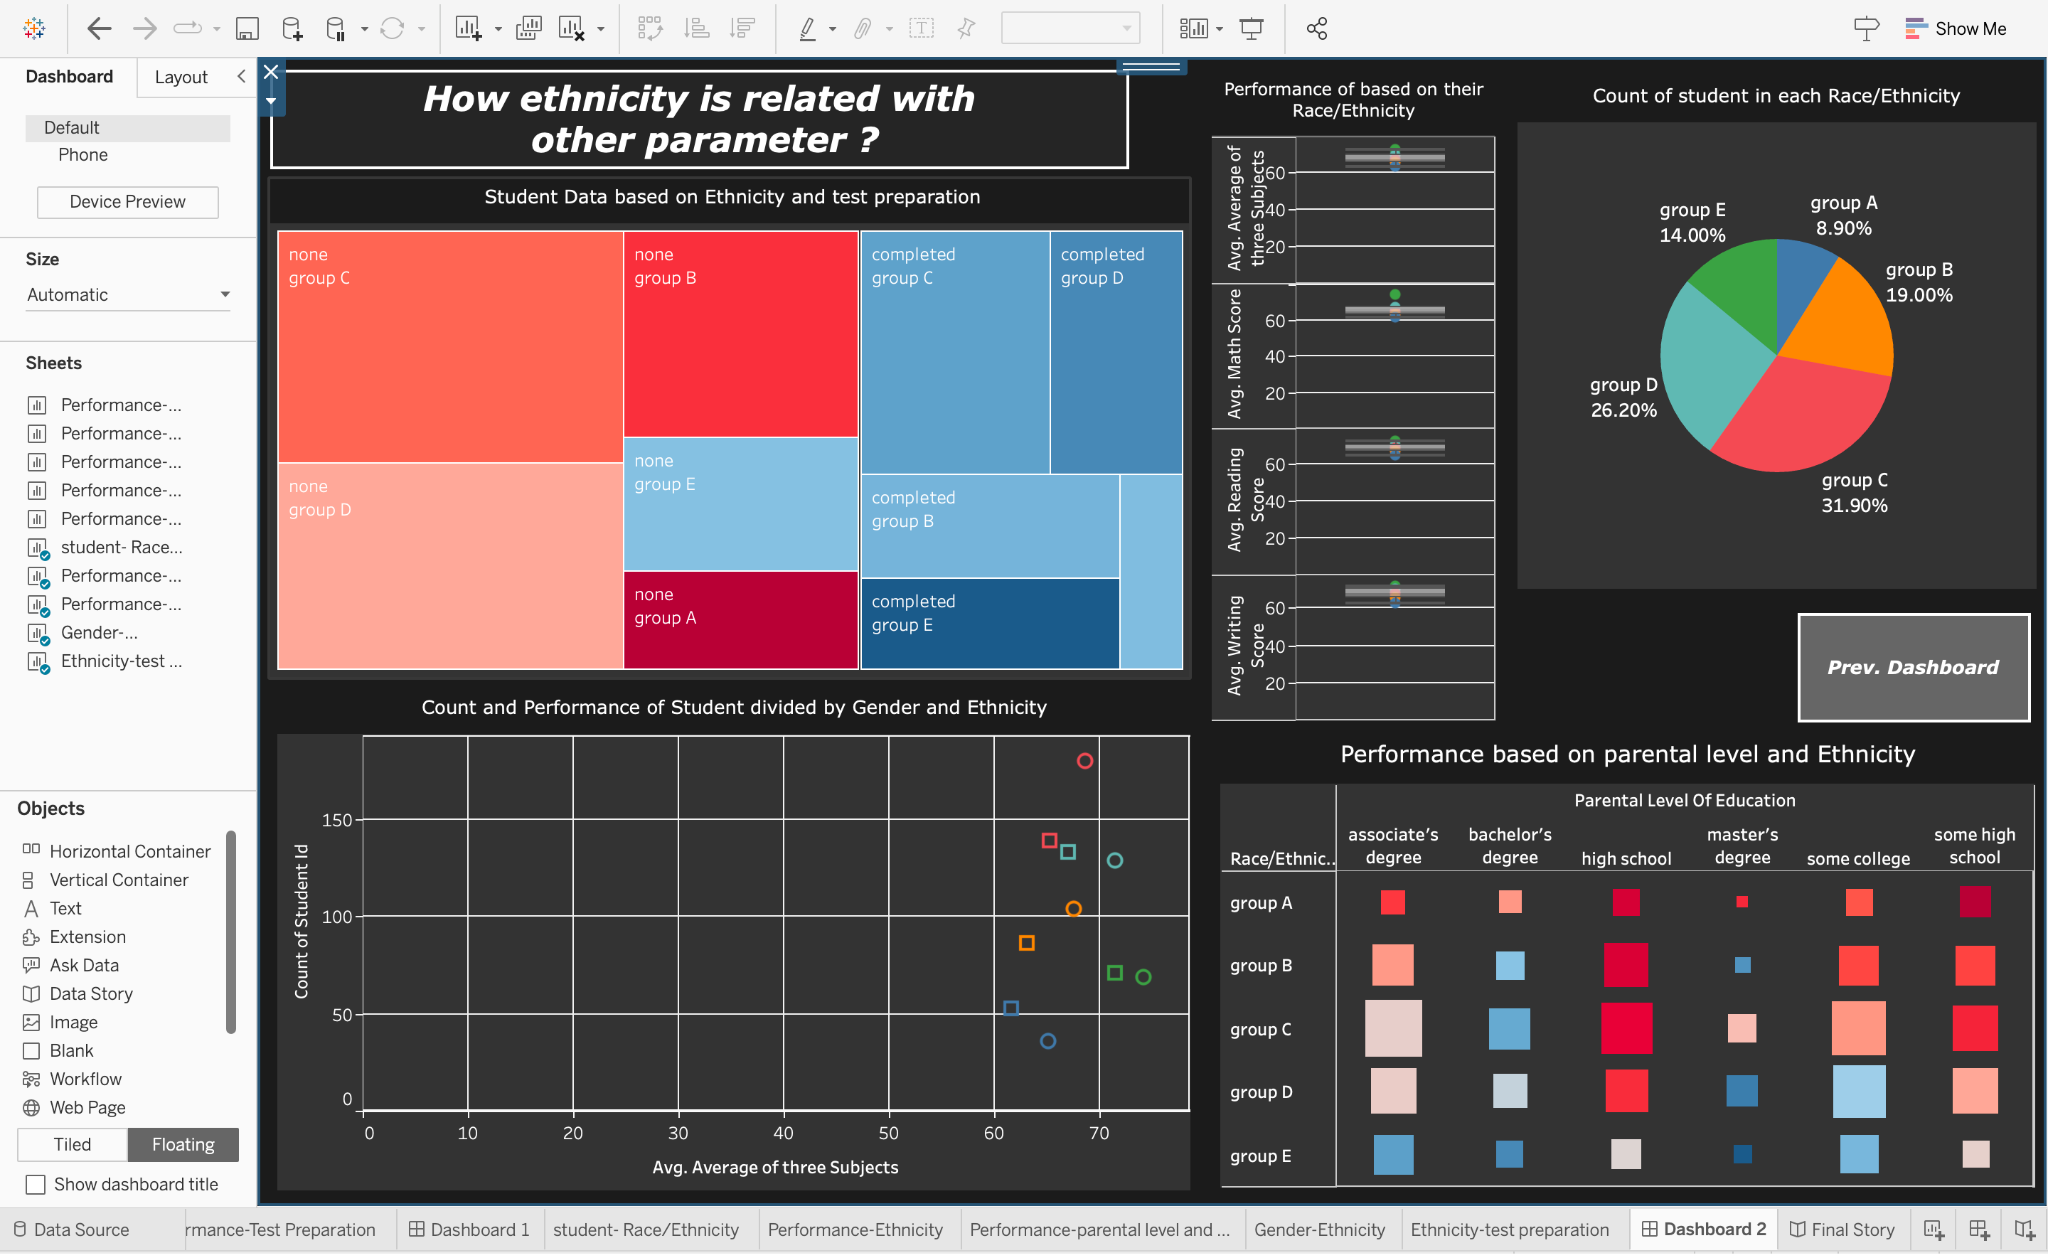 Show Me
Dashboard
Layout
Default
Phone
Device Preview
Size
Automatic
Sheets
Performance-...
Performance-...
Performance-...
Performance-...
Performance-...
student- Race...
Performance-...
Performance-...
Gender-...
Ethnicity-test ...
Objects
Horizontal Container
Vertical Container
Text
Extension
Ask Data
Data Story
Image
Blank
Workflow
Web Page
Tiled
Floating
Show dashboard title
How ethnicity is related with
other parameter ?
Student Data based on Ethnicity and test preparation
none
group C
none
group B
completed
group C
completed
group D
none
group D
none
group E
none
group A
completed
group B
completed
group E
Performance of based on their
Race/Ethnicity
Avg. Average of
three Subjects
60
40
20
Avg. Math Score
60
40
20
Avg. Reading
Score
60
40
20
Avg. Writing
Score
60
40
20
Count of student in each Race/Ethnicity
group A
8.90%
group B
19.00%
group C
31.90%
group D
26.20%
group E
14.00%
Prev. Dashboard
Count and Performance of Student divided by Gender and Ethnicity
Count of Student Id
150
100
50
0
0 10 20 30 40 50 60 70
Avg. Average of three Subjects
Performance based on parental level and Ethnicity
Parental Level Of Education
Race/Ethnic..
associate's
degree
bachelor's
degree
high school
master's
degree
some college
some high
school
group A
group B
group C
group D
group E
Data Source
rmance-Test Preparation
Dashboard 1
student- Race/Ethnicity
Performance-Ethnicity
Performance-parental level and ...
Gender-Ethnicity
Ethnicity-test preparation
Dashboard 2
Final Story